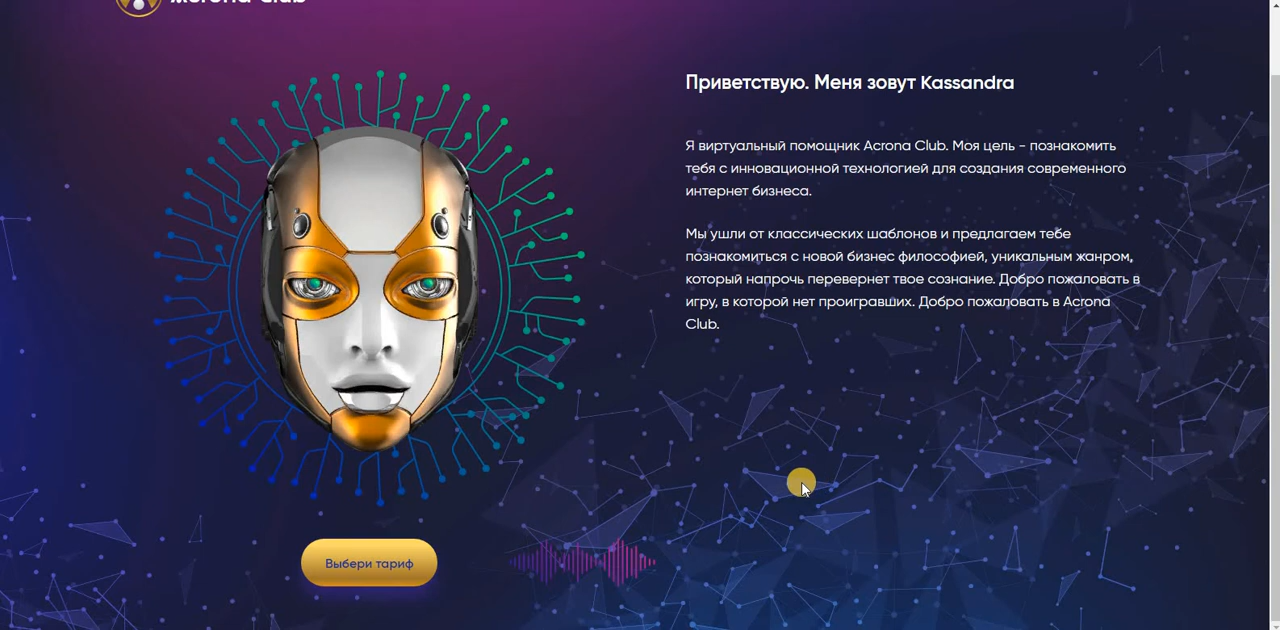 Приветствую. Меня зовут Kassandra
Я виртуальный помощник Acrona Club. Моя цель - познакомить
тебя с инновационной технологией для создания современного
интернет бизнеса.
Мы ушли от классических шаблонов и предлагаем тебе
познакомиться с новой бизнес философией, уникальным жанром,
который напрочь перевернет твое сознание. Добро пожаловать в
игру, в которой нет проигравших. Добро пожаловать в Acrona
Club.
Выбери тариф